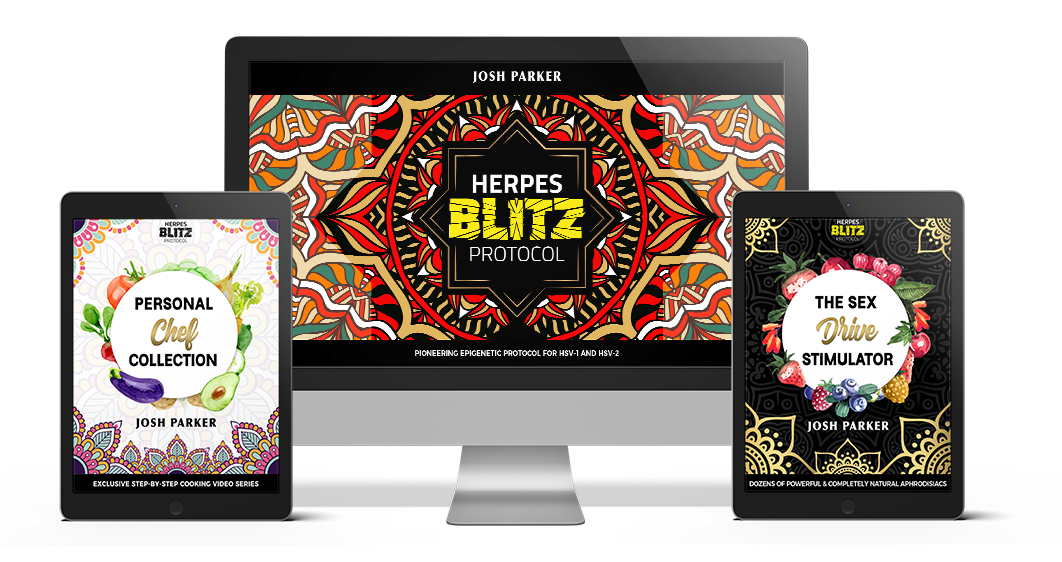 JOSH PARKER
HERPES
BLITZ
PROTOCOL
PIONEERING EPIGENETIC PROTOCOL FOR HSV-1 AND HSV-2
HERPES
BLITZ
PROTOCOL
PERSONAL
Chef
COLLECTION
JOSH PARKER
EXCLUSIVE STEP-BY-STEP COOKING VIDEO SERIES
HERPES
BLITZ
PROTOCOL
THE SEX
Drive
STIMULATOR
JOSH PARKER
DOZENS OF POWERFUL & COMPLETELY NATURAL APHRODISIACS